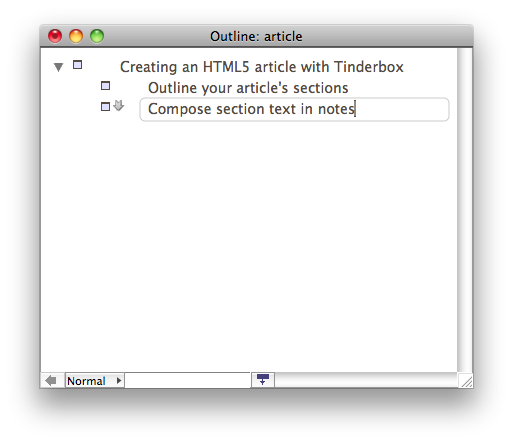 Outline: article
Creating an HTML5 article with Tinderbox
Outline your article's sections
Compose section text in notes
Normal